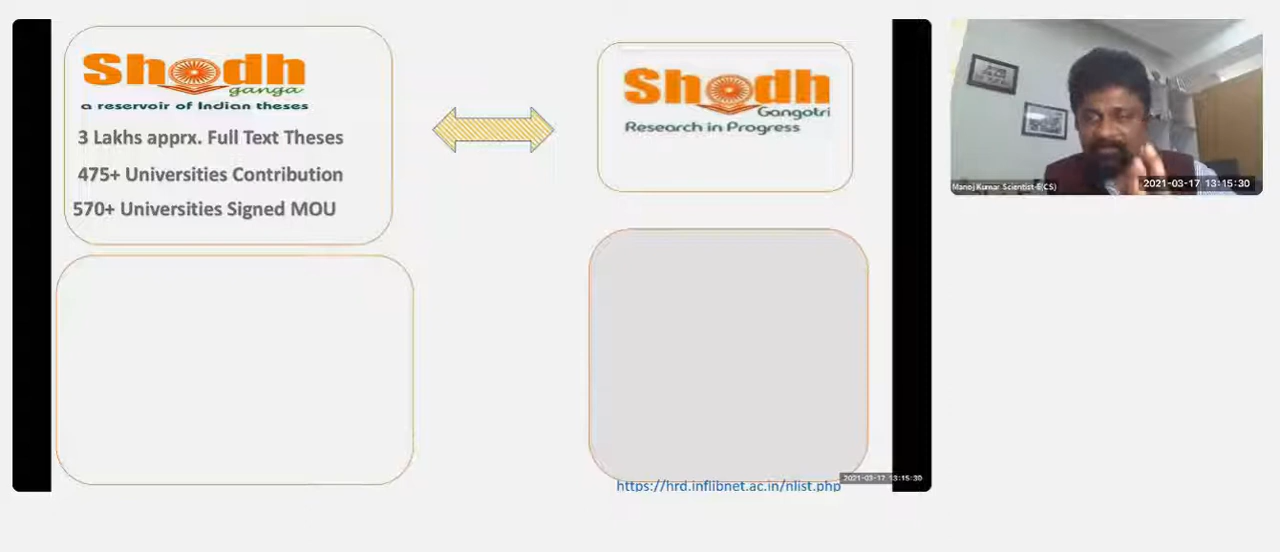 Shodh
ganga
a reservoir of Indian theses
3 Lakhs apprx. Full Text Theses
475+ Universities Contribution
570+ Universities Signed MOU
Shodh
Gangotri
Research in Progress
https://hrd.inflibnet.ac.in/nlist.php
2021-03-17 13:15:30
Manoj Kumar Scientist-E(CS)
2021-03-17 13:15:30